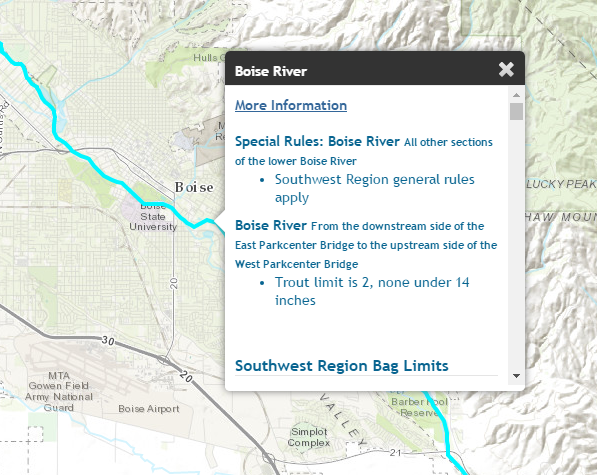 Hulls G
Boise River
More Information
Special Rules: Boise River All other sections
of the lower Boise River
• Southwest Region general rules
apply
Boise River From the downstream side of the
East Parkcenter Bridge to the upstream side of the
West Parkcenter Bridge
• Trout limit is 2, none under 14
inches
Southwest Region Bag Limits
N Curtis Rd
M
Boise
Boise
State
University
LUCKY PEAK
HAW MOUN
20
30
20
MTA
Gowen Field
Army National
Guard
Boise Airport
VALLEY
Barber Pool
Reserve
Simplot
Complex
21